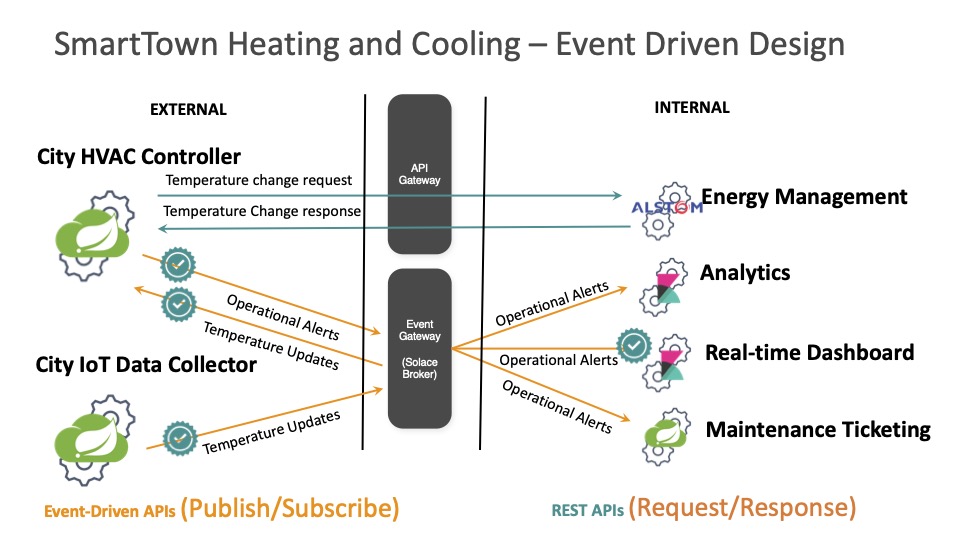 SmartTown Heating and Cooling – Event Driven Design
EXTERNAL
INTERNAL
City HVAC Controller
API
Gateway
Temperature change request
Temperature Change response
ALSTOM
Energy Management
Analytics
Operational Alerts
Temperature Updates
Event
Gateway
(Solace
Broker)
Operational Alerts
Operational Alerts
Real-time Dashboard
City IoT Data Collector
Operational Alerts
Temperature Updates
Maintenance Ticketing
Event-Driven APIs (Publish/Subscribe)
REST APIs (Request/Response)